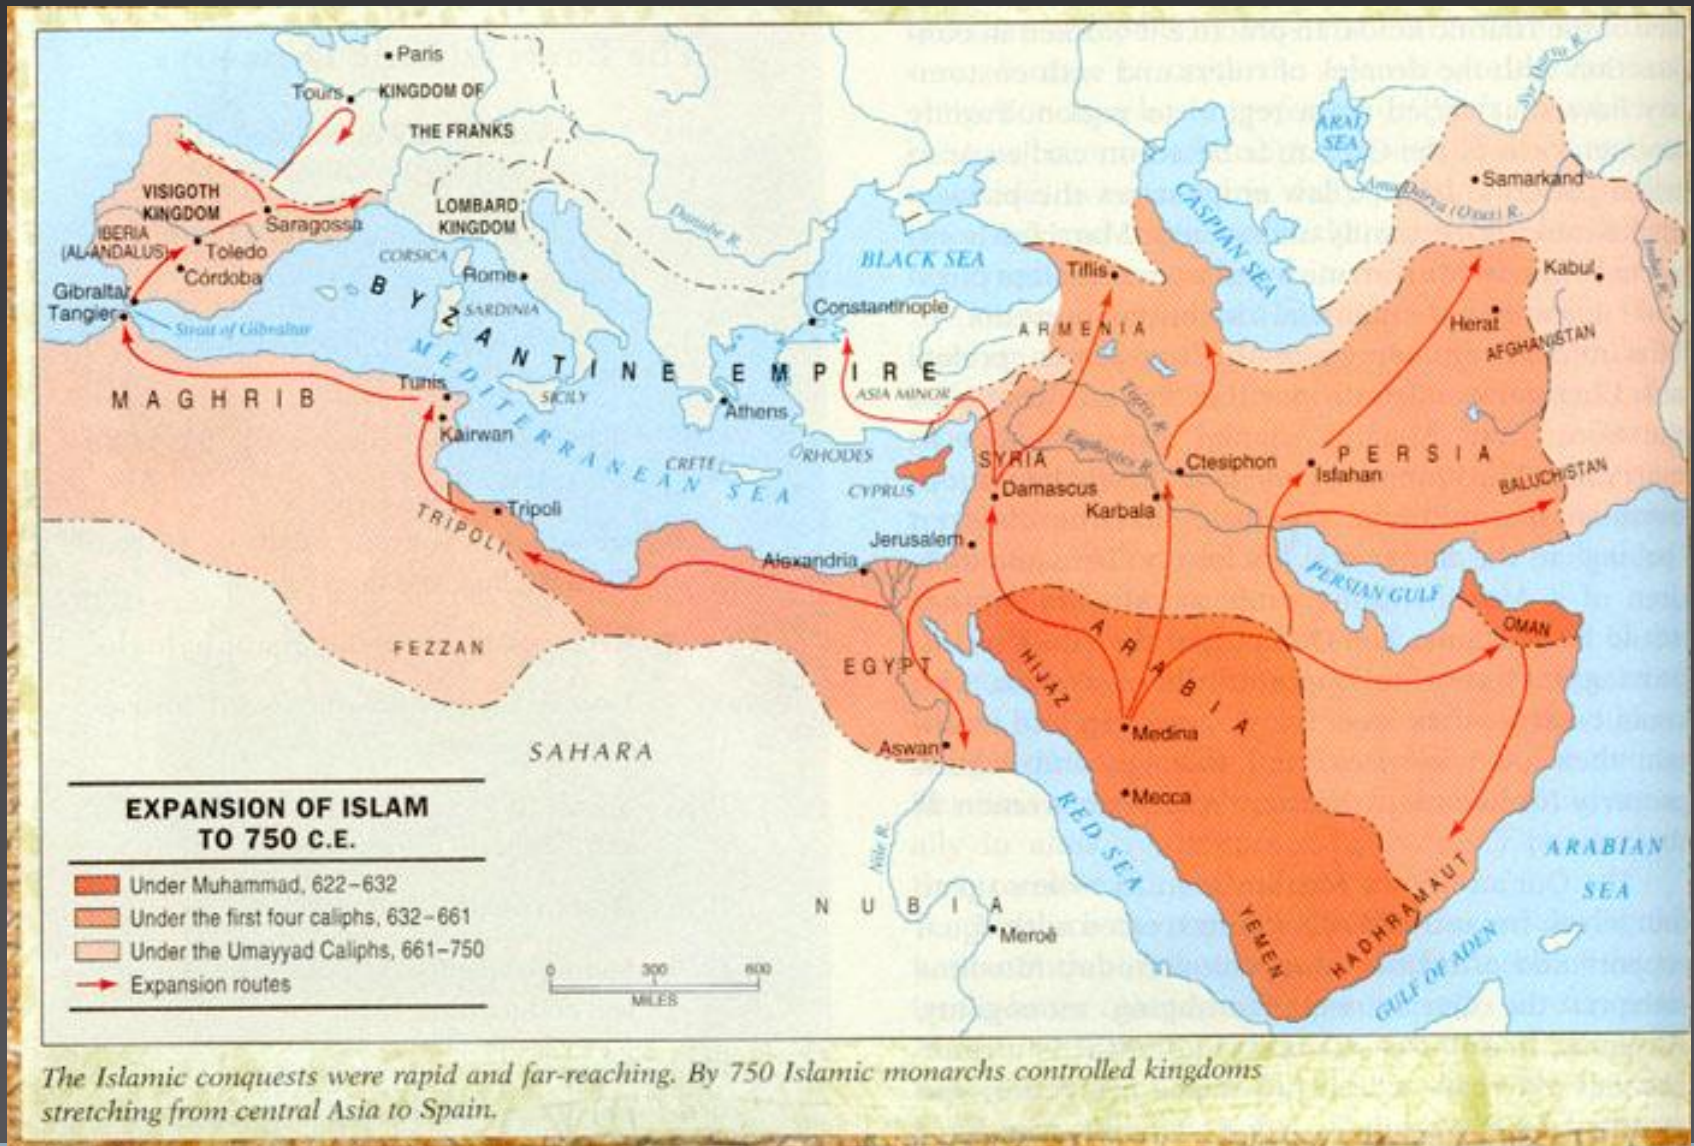 Paris
Tours
KINGDOM OF
THE FRANKS
VISIGOTH
KINGDOM
IBERIA
(AL-ANDALUS)
Saragossa
Toledo
Córdoba
Gibraltar
Tangier
Strait of Gibraltar
LOMBARD
KINGDOM
CORSICA
Rome
SARDINIA
Danube R.
BLACK SEA
Constantinople
BYZANTINE EMPIRE
ASIA MINOR
ARMENIA
Tiflis
CASPIAN SEA
ARAL
SEA
Amu Darya (Oxus) R.
Samarkand
Kabul
Indus R.
Herat
AFGHANISTAN
MAGHRIB
Tunis
Kairwan
SICILY
MEDITERRANEAN SEA
Athens
CRETE
RHODES
CYPRUS
SYRIA
Damascus
Tigris R.
Euphrates R.
Ctesiphon
Karbala
PERSIA
Isfahan
BALUCHISTAN
TRIPOLI
Tripoli
Alexandria
Jerusalem
PERSIAN GULF
OMAN
FEZZAN
EGYPT
ARABIA
HIJAZ
Medina
Mecca
Aswan
SAHARA
RED SEA
Nile R.
NUBIA
Meroë
YEMEN
HADHRAMAUT
GULF OF ADEN
ARABIAN
SEA
EXPANSION OF ISLAM
TO 750 C.E.
Under Muhammad, 622–632
Under the first four caliphs, 632–661
Under the Umayyad Caliphs, 661–750
Expansion routes
0 300 600
MILES
The Islamic conquests were rapid and far-reaching. By 750 Islamic monarchs controlled kingdoms
stretching from central Asia to Spain.